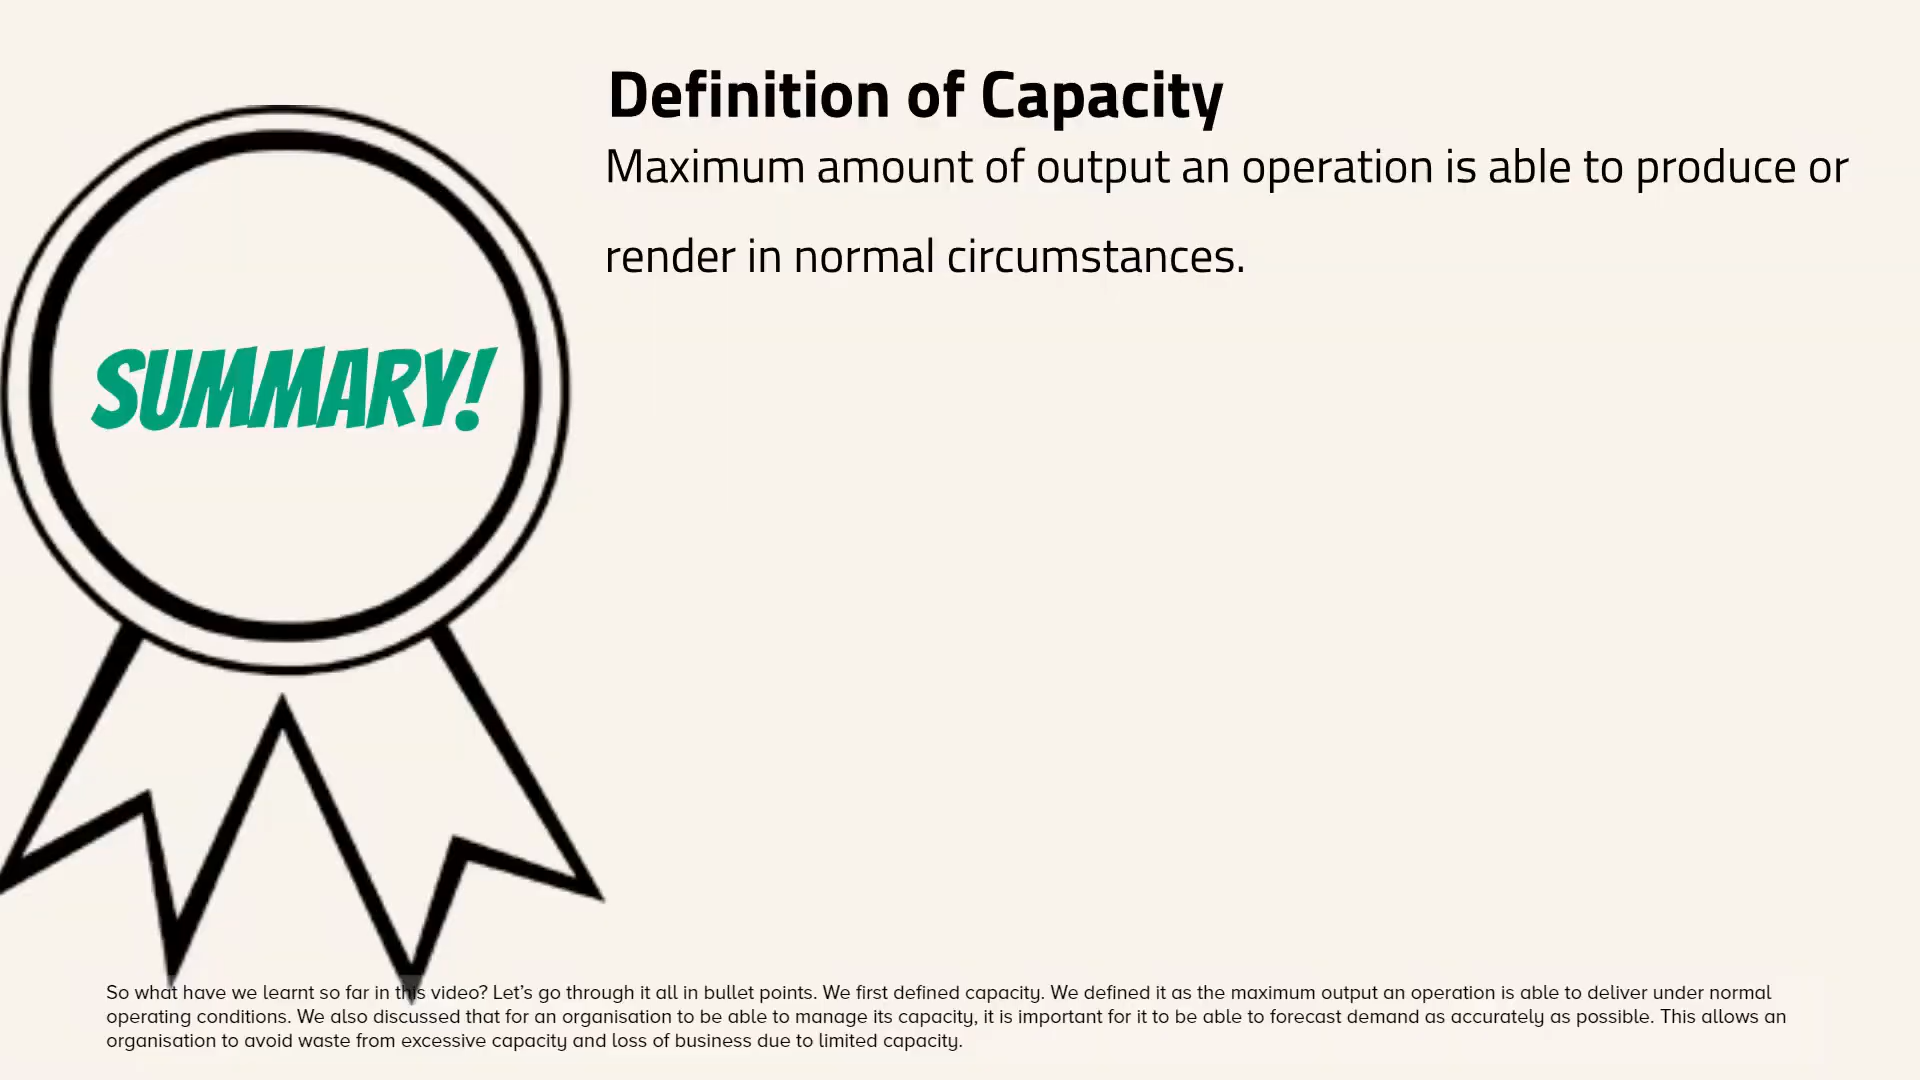 Definition of Capacity
Maximum amount of output an operation is able to produce or
render in normal circumstances.
SUMMARY!
So what have we learnt so far in this video? Let’s go through it all in bullet points. We first defined capacity. We defined it as the maximum output an operation is able to deliver under normal
operating conditions. We also discussed that for an organisation to be able to manage its capacity, it is important for it to be able to forecast demand as accurately as possible. This allows an
organisation to avoid waste from excessive capacity and loss of business due to limited capacity.